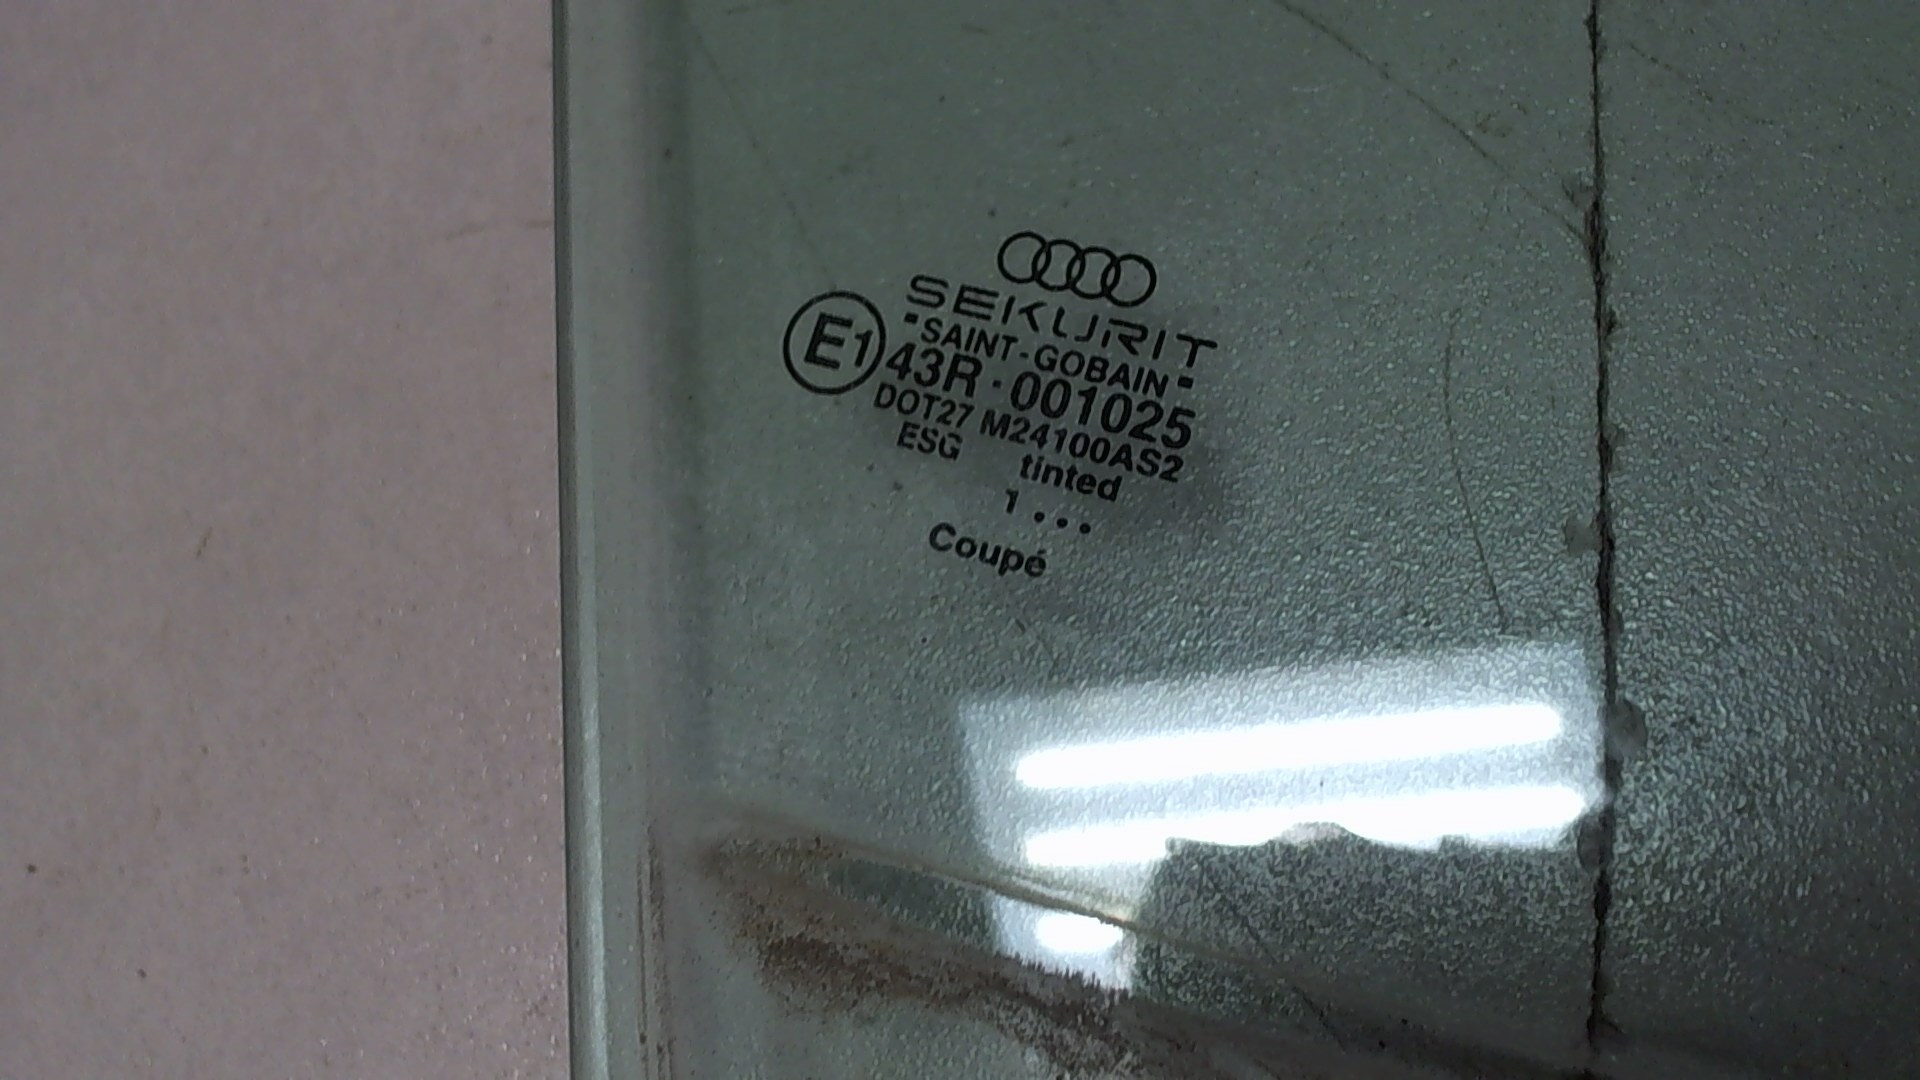 SEKURIT
"SAINT-GOBAIN"
E1 43R-001025
DOT27 M24100AS2
ESG tinted
1...
Coupé